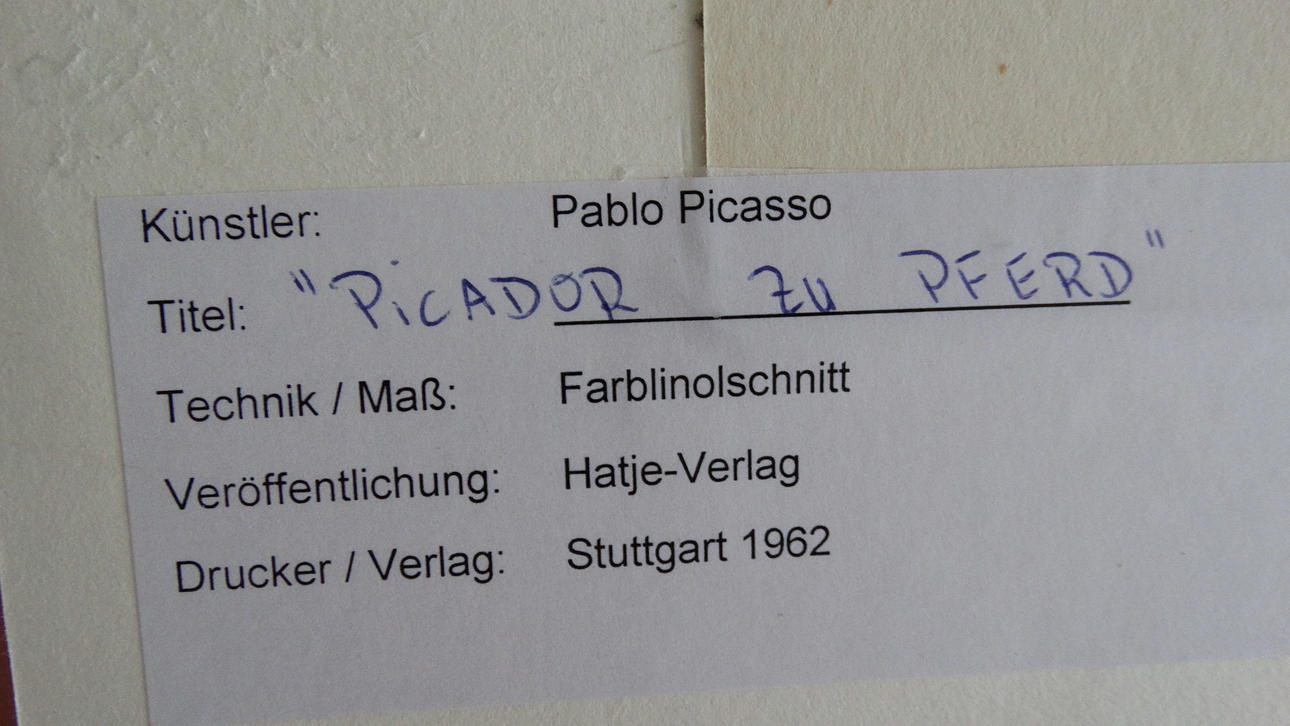 Künstler: Pablo Picasso
Titel: "PiCADOR zu PFERD"
Technik / Maß: Farblinolschnitt
Veröffentlichung: Hatje-Verlag
Drucker / Verlag: Stuttgart 1962